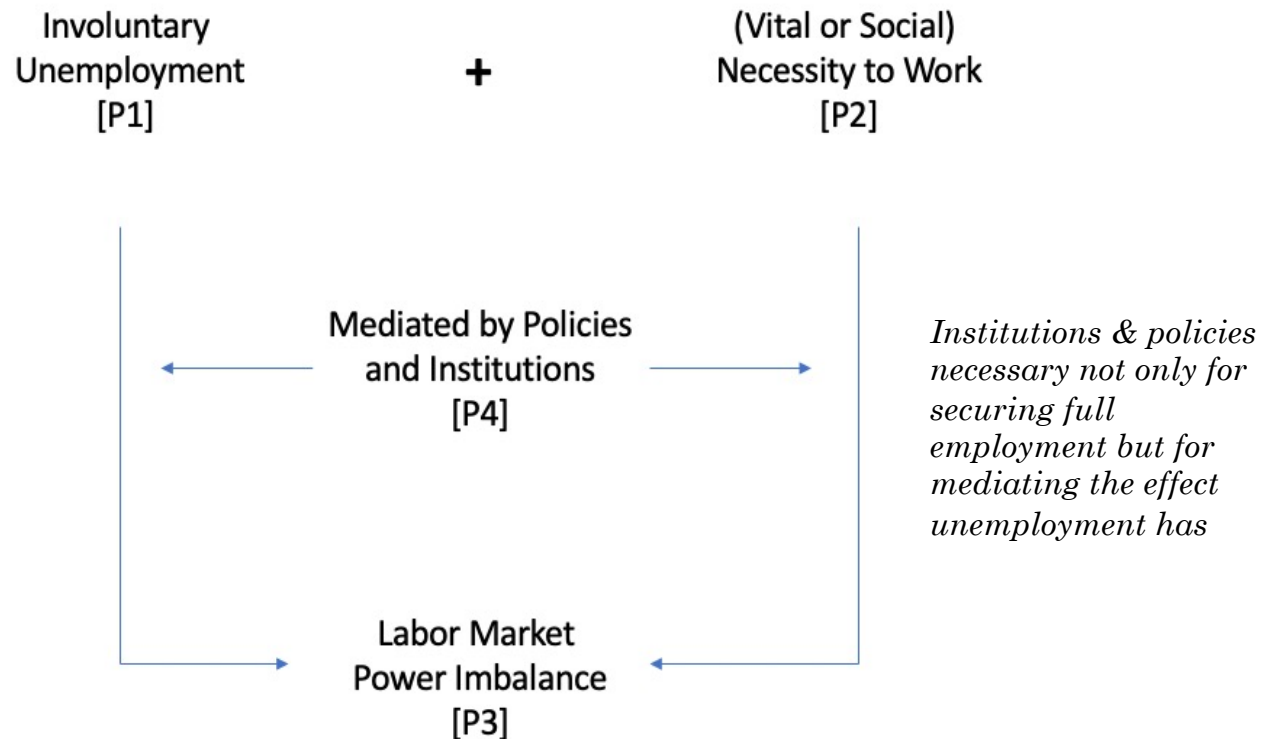 Involuntary
Unemployment
[P1]
+
(Vital or Social)
Necessity to Work
[P2]
Mediated by Policies
and Institutions
[P4]
Institutions & policies
necessary not only for
securing full
employment but for
mediating the effect
unemployment has
Labor Market
Power Imbalance
[P3]